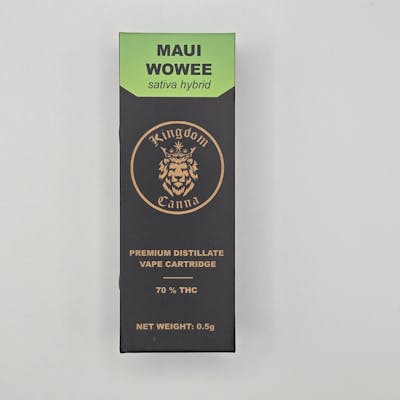 MAUI
WOWEE
sativa hybrid
Kingdom
Canna
PREMIUM DISTILLATE
VAPE CARTRIDGE
70 % THC
NET WEIGHT: 0.5g